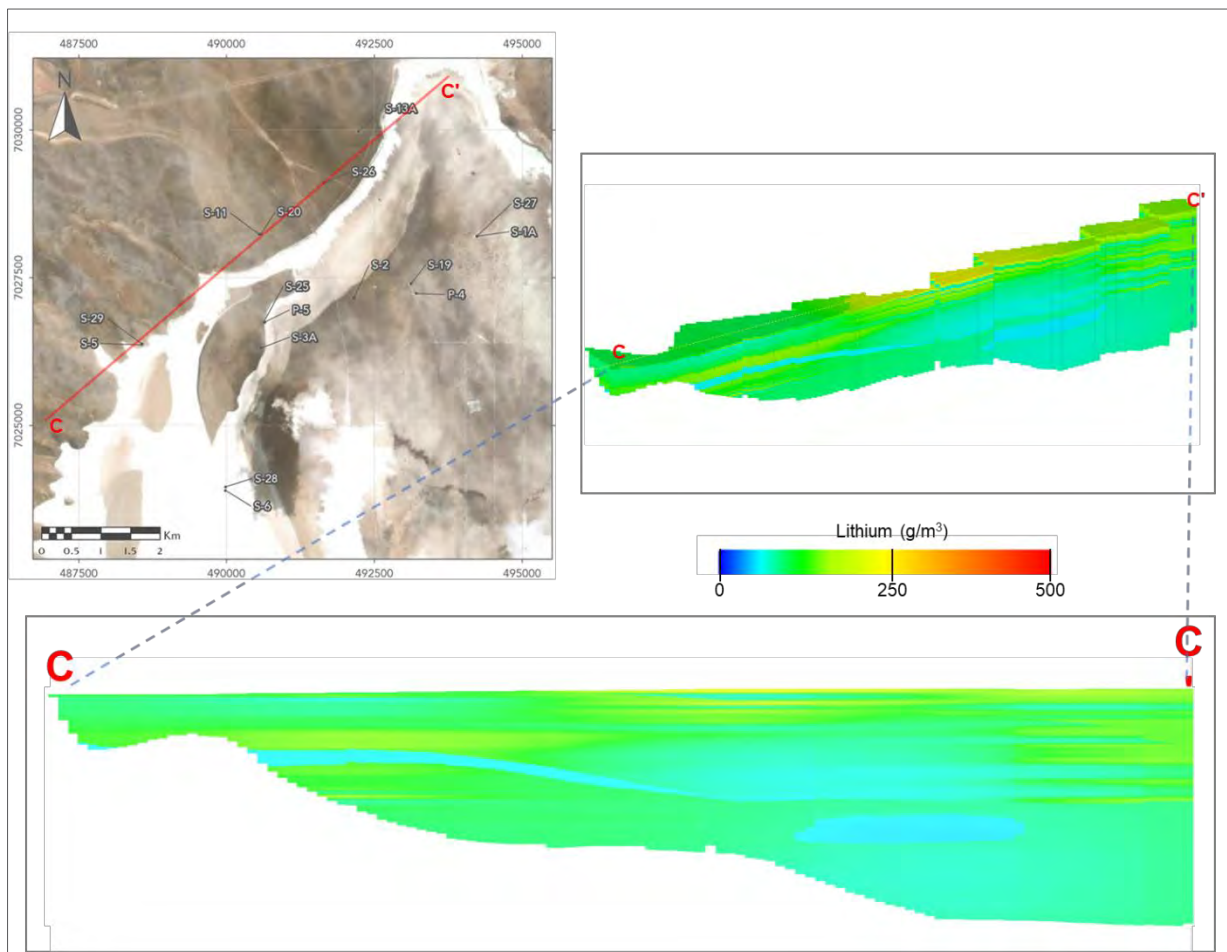 487500 490000 492500 495000
N
C'
S-13A
7030000
S-26
S-27
S-11
S-20
S-1A
S-19
7027500
S-2
S-25
P-4
P-5
S-29
S-3A
S-5
C
7025000
S-28
S-6
0 0.5 1 1.5 2 Km
487500 490000 492500 495000
C'
C
Lithium (g/m³)
0 250 500
C C'